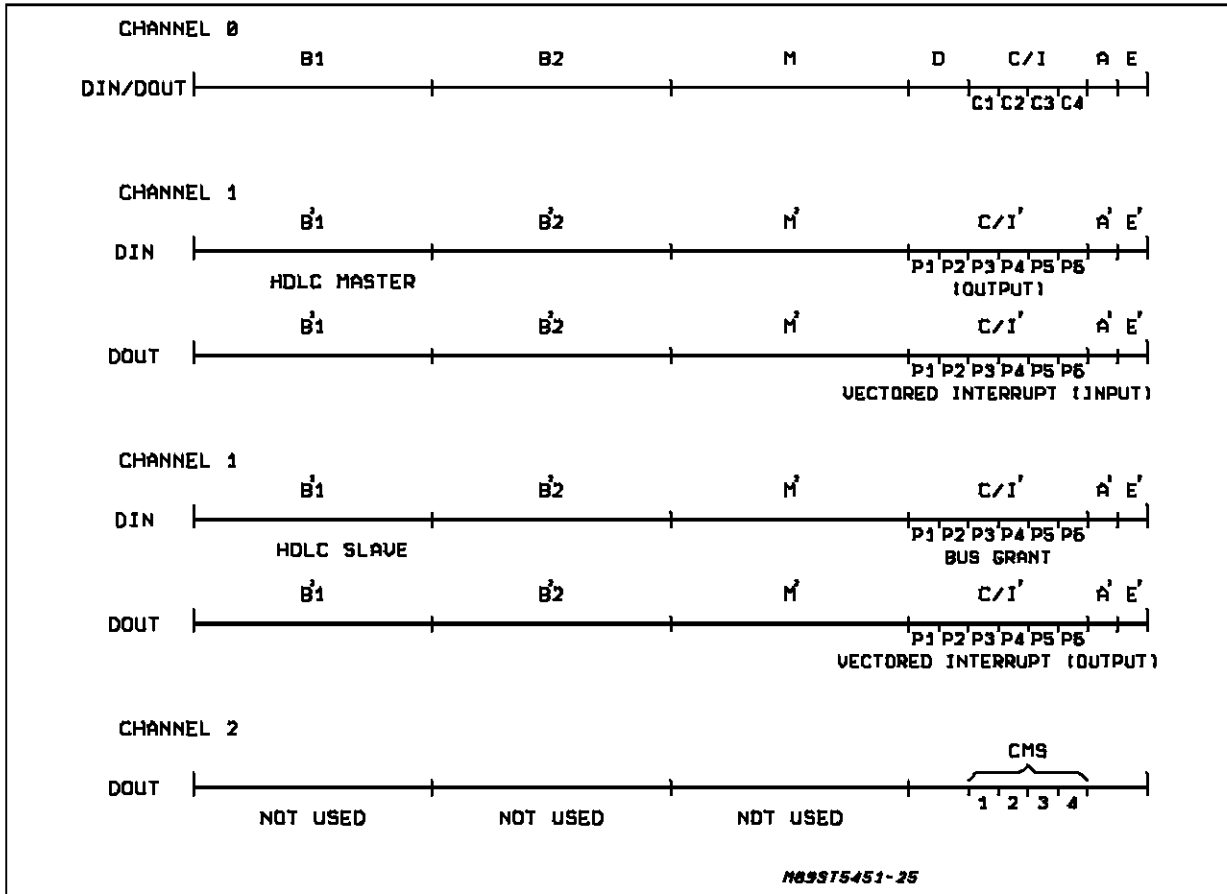 CHANNEL 0
B1 B2 M D C/I A E
DIN/DOUT
C1 C2 C3 C4
CHANNEL 1
B'1 B'2 M' C/I' A' E'
DIN
P1 P2 P3 P4 P5 P6
HDLC MASTER (OUTPUT)
B'1 B'2 M' C/I' A' E'
DOUT
P1 P2 P3 P4 P5 P6
VECTORED INTERRUPT (INPUT)
CHANNEL 1
B'1 B'2 M' C/I' A' E'
DIN
P1 P2 P3 P4 P5 P6
HDLC SLAVE BUS GRANT
B'1 B'2 M' C/I' A' E'
DOUT
P1 P2 P3 P4 P5 P6
VECTORED INTERRUPT (OUTPUT)
CHANNEL 2
CMS
DOUT
1 2 3 4
NOT USED NOT USED NOT USED
M89ST5451-25